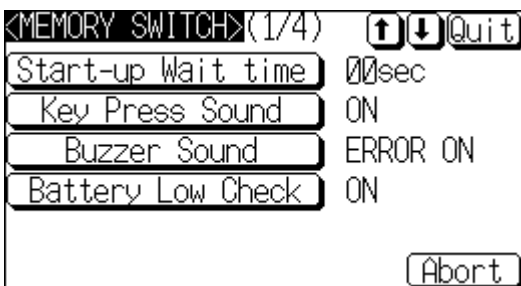 <MEMORY SWITCH>(1/4) ↑ ↓ Quit
Start-up Wait time 00sec
Key Press Sound ON
Buzzer Sound ERROR ON
Battery Low Check ON
Abort